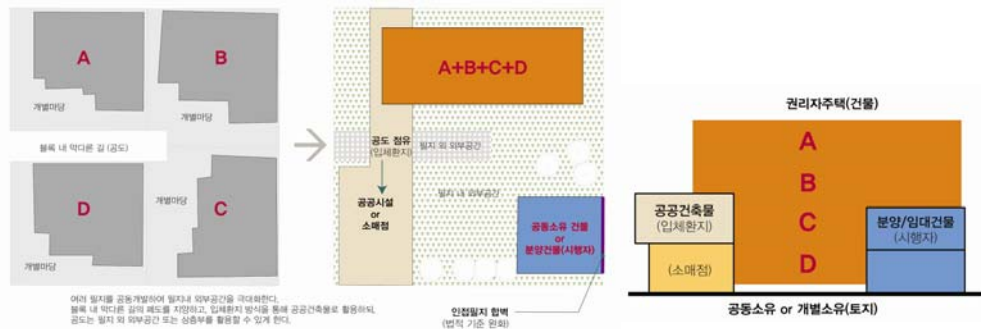 A
B
개별마당
개별마당
블록 내 막다른 길 (공도)
D
개별마당
C
개별마당
A+B+C+D
공도 점유
(입체환지)
필지 외 외부공간
필지 내 외부공간
공공시설
or
소매점
공동소유 건물
or
분양건물(시행자)
인접필지 합벽
(법적 기준 완화)
여러 필지를 공동개발하여 필지내 외부공간을 극대화한다.
블록 내 막다른 길의 폐도를 지양하고, 입체환지 방식을 통해 공공건축물로 활용하되,
공도는 필지 외 외부공간 또는 상층부를 활용할 수 있게 한다.
권리자주택(건물)
A
B
C
D
공공건축물
(입체환지)
(소매점)
분양/임대건물
(시행자)
공동소유 or 개별소유(토지)